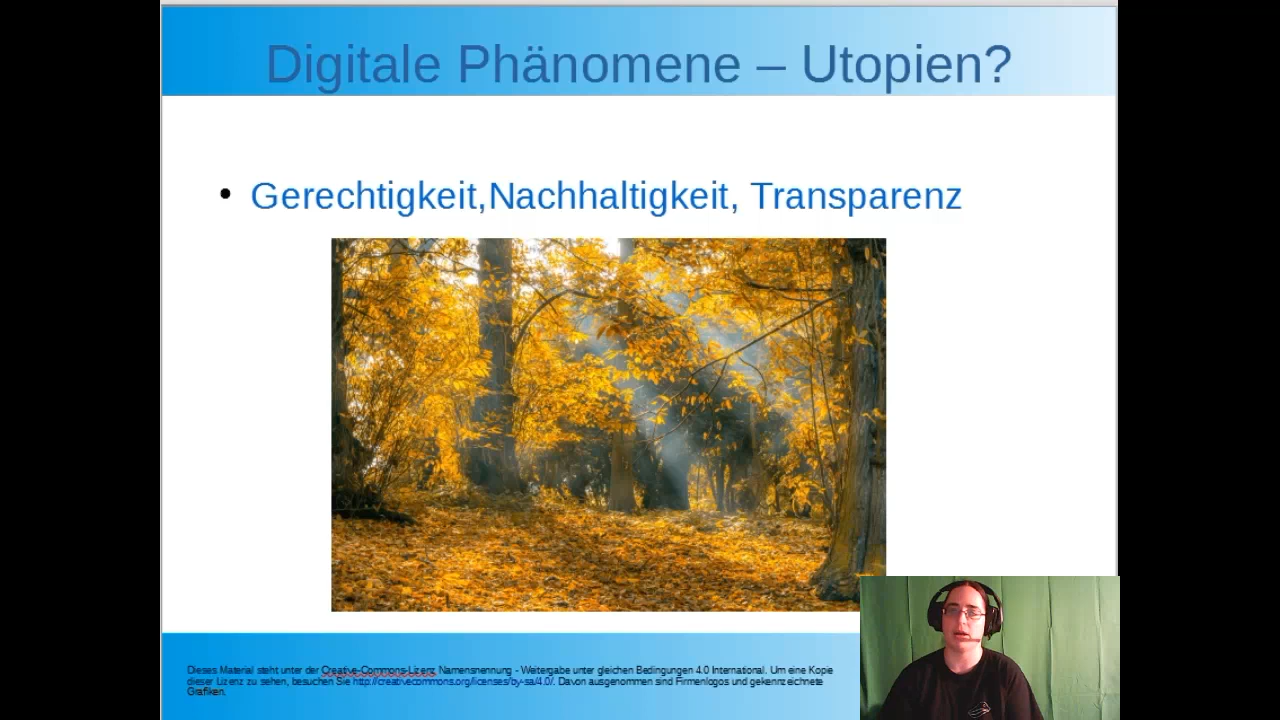 Digitale Phänomene – Utopien?
• Gerechtigkeit,Nachhaltigkeit, Transparenz
Dieses Material steht unter der Creative-Commons-Lizenz Namensnennung - Weitergabe unter gleichen Bedingungen 4.0 International. Um eine Kopie
dieser Lizenz zu sehen, besuchen Sie http://creativecommons.org/licenses/by-sa/4.0/. Davon ausgenommen sind Firmenlogos und gekennzeichnete
Grafiken.